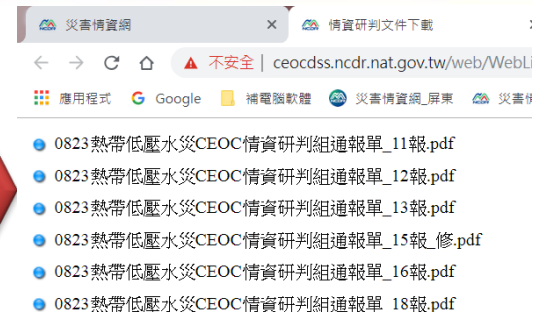 災害情資網 × 情資研判文件下載
不安全 | ceocdss.ncdr.nat.gov.tw/web/WebLi
應用程式 G Google 補電腦軟體 災害情資網_屏東 災害情
0823熱帶低壓水災CEOC情資研判組通報單_11報.pdf
0823熱帶低壓水災CEOC情資研判組通報單_12報.pdf
0823熱帶低壓水災CEOC情資研判組通報單_13報.pdf
0823熱帶低壓水災CEOC情資研判組通報單_15報_修.pdf
0823熱帶低壓水災CEOC情資研判組通報單_16報.pdf
0823熱帶低壓水災CEOC情資研判組通報單_18報.pdf